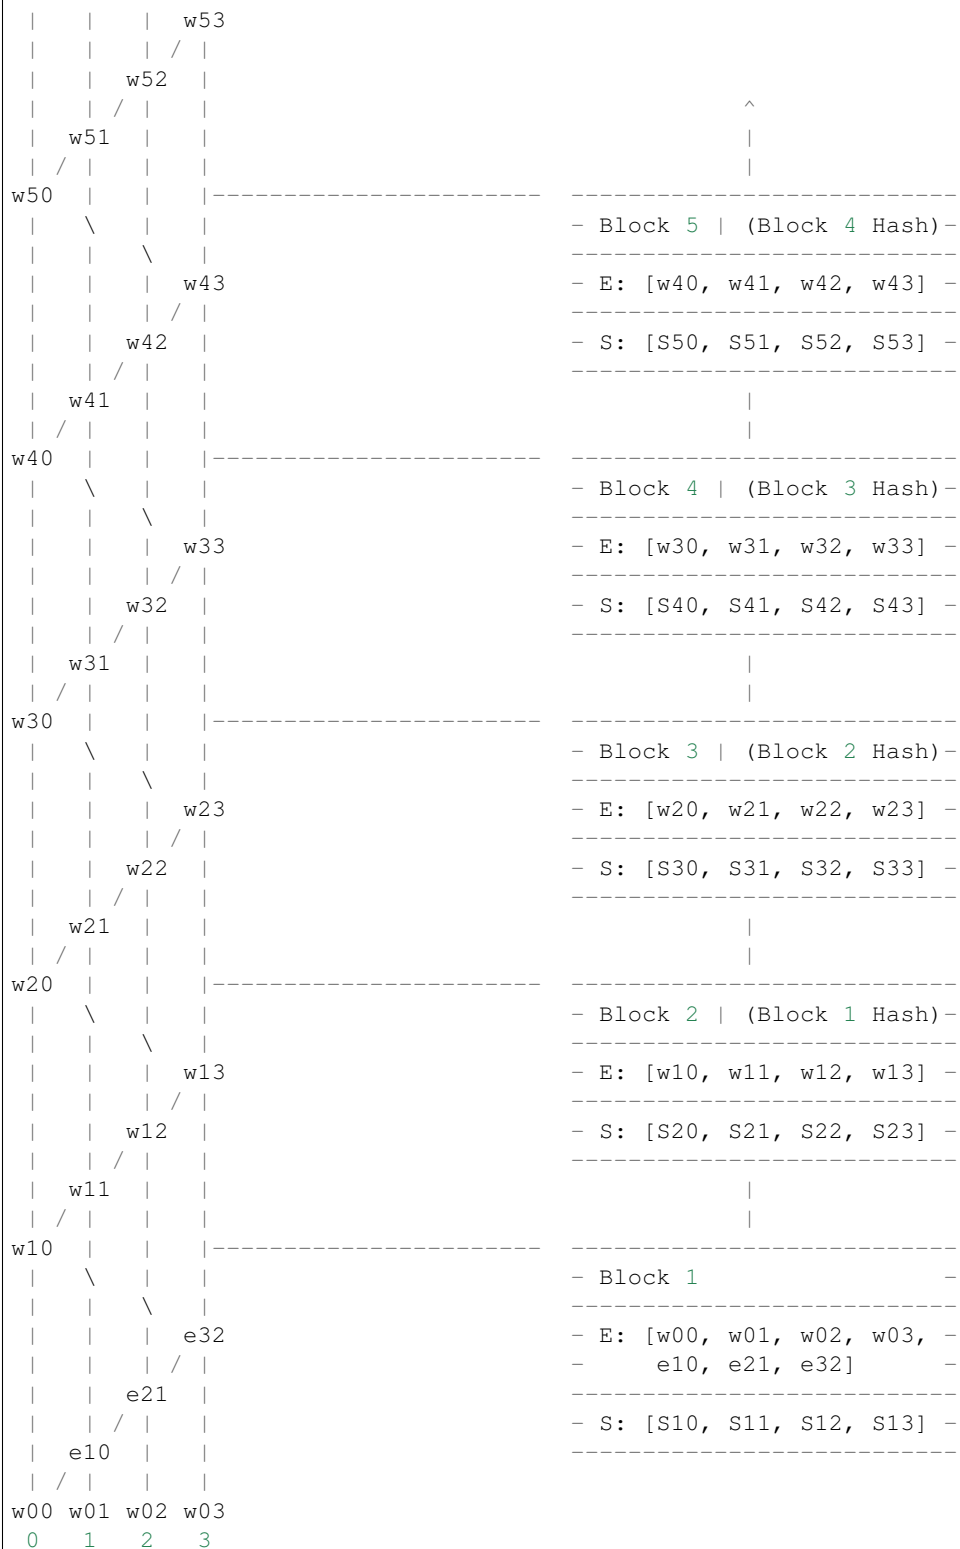 |    |    |   w53
|    |    | / |
|    |   w52  |
|    | / |    |                                      ^
|   w51  |    |                                      |
| / |    |    |                                      |
w50  |    |    |-----------------------  ---------------------------
|    \    |    |                         - Block 5 | (Block 4 Hash)-
|    |    \    |                         ---------------------------
|    |    |   w43                        - E: [w40, w41, w42, w43] -
|    |    | / |                          ---------------------------
|    |   w42  |                          - S: [S50, S51, S52, S53] -
|    | / |    |                          ---------------------------
|   w41  |    |                                      |
| / |    |    |                                      |
w40  |    |    |-----------------------  ---------------------------
|    \    |    |                         - Block 4 | (Block 3 Hash)-
|    |    \    |                         ---------------------------
|    |    |   w33                        - E: [w30, w31, w32, w33] -
|    |    | / |                          ---------------------------
|    |   w32  |                          - S: [S40, S41, S42, S43] -
|    | / |    |                          ---------------------------
|   w31  |    |                                      |
| / |    |    |                                      |
w30  |    |    |-----------------------  ---------------------------
|    \    |    |                         - Block 3 | (Block 2 Hash)-
|    |    \    |                         ---------------------------
|    |    |   w23                        - E: [w20, w21, w22, w23] -
|    |    | / |                          ---------------------------
|    |   w22  |                          - S: [S30, S31, S32, S33] -
|    | / |    |                          ---------------------------
|   w21  |    |                                      |
| / |    |    |                                      |
w20  |    |    |-----------------------  ---------------------------
|    \    |    |                         - Block 2 | (Block 1 Hash)-
|    |    \    |                         ---------------------------
|    |    |   w13                        - E: [w10, w11, w12, w13] -
|    |    | / |                          ---------------------------
|    |   w12  |                          - S: [S20, S21, S22, S23] -
|    | / |    |                          ---------------------------
|   w11  |    |                                      |
| / |    |    |                                      |
w10  |    |    |-----------------------  ---------------------------
|    \    |    |                         - Block 1                 -
|    |    \    |                         ---------------------------
|    |    |   e32                        - E: [w00, w01, w02, w03, -
|    |    | / |                          -     e10, e21, e32]      -
|    |   e21  |                          ---------------------------
|    | / |    |                          - S: [S10, S11, S12, S13] -
|   e10  |    |                          ---------------------------
| / |    |    |
w00 w01 w02 w03
0   1   2   3